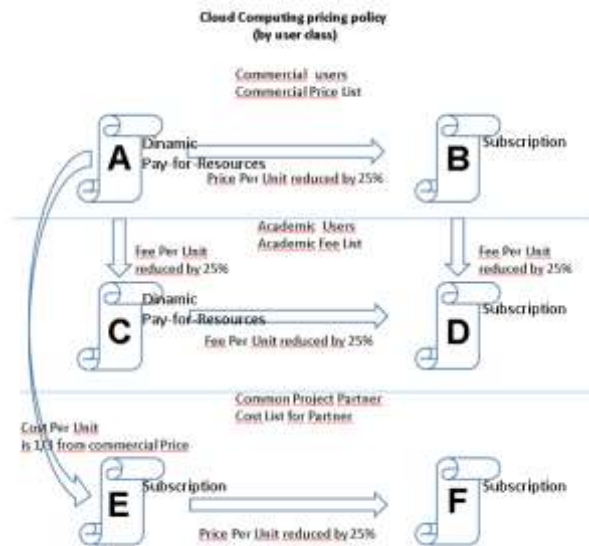 Cloud Computing pricing policy
(by user class)
Commercial users
Commercial Price List
A
Dinamic
Pay-for-Resources
Price Per Unit reduced by 25%
B
Subscription
Academic Users
Academic Fee List
Fee Per Unit
reduced by 25%
Fee Per Unit
reduced by 25%
C
Dinamic
Pay-for-Resources
Fee Per Unit reduced by 25%
D
Subscription
Common Project Partner
Cost List for Partner
Cost Per Unit
is 1/3 from commercial Price
E
Subscription
Price Per Unit reduced by 25%
F
Subscription